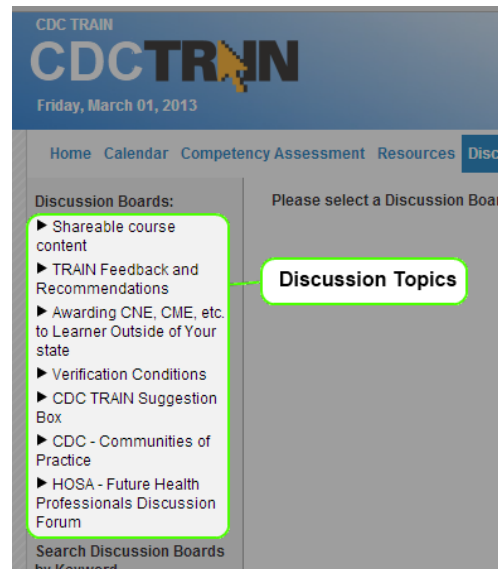 CDC TRAIN
CDCTRAIN
Friday, March 01, 2013
Home Calendar Competency Assessment Resources Disc
Discussion Boards:
Please select a Discussion Boar
► Shareable course
content
► TRAIN Feedback and
Recommendations
► Awarding CNE, CME, etc.
to Learner Outside of Your
state
► Verification Conditions
► CDC TRAIN Suggestion
Box
► CDC - Communities of
Practice
► HOSA - Future Health
Professionals Discussion
Forum
Discussion Topics
Search Discussion Boards
by Keyword